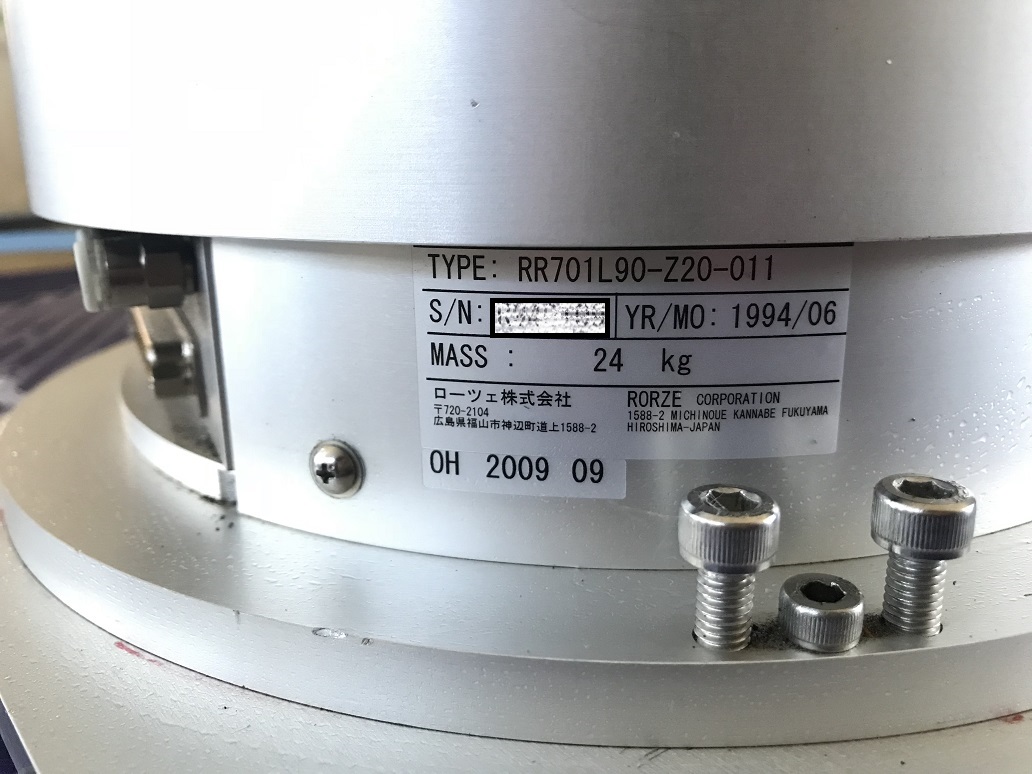 TYPE: RR701L90-Z20-011
S/N: YR/MO: 1994/06
MASS : 24 kg
ローツェ株式会社
〒720-2104
広島県福山市神辺町道上1588-2
RORZE CORPORATION
1588-2 MICHINOUE KANNABE FUKUYAMA
HIROSHIMA-JAPAN
OH 2009 09